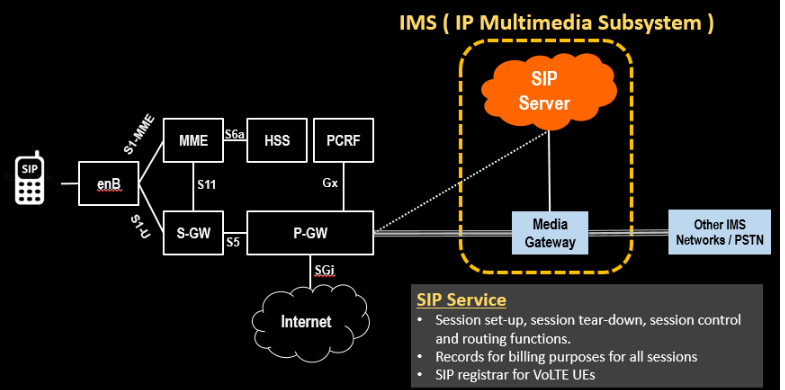 IMS ( IP Multimedia Subsystem )
SIP
Server
S1-MME
MME
S6a
HSS
PCRF
SIP
enB
S11
Gx
S1-U
S-GW
S5
P-GW
Media
Gateway
Other IMS
Networks / PSTN
SGi
Internet
SIP Service
• Session set-up, session tear-down, session control
and routing functions.
• Records for billing purposes for all sessions
• SIP registrar for VoLTE UEs